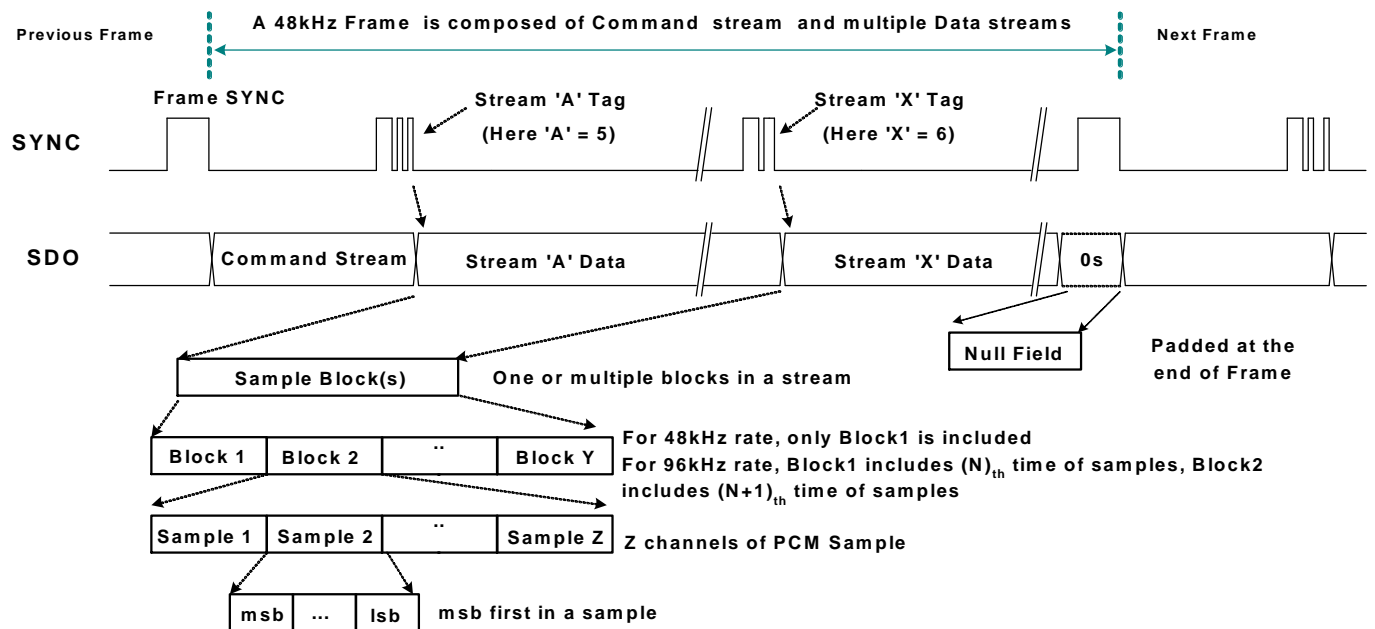 A 48kHz Frame is composed of Command stream and multiple Data streams
Previous Frame
Next Frame
Frame SYNC
Stream 'A' Tag
(Here 'A' = 5)
Stream 'X' Tag
(Here 'X' = 6)
SYNC
SDO
Command Stream
Stream 'A' Data
Stream 'X' Data
0s
Null Field
Padded at the
end of Frame
Sample Block(s)
One or multiple blocks in a stream
Block 1
Block 2
..
Block Y
For 48kHz rate, only Block1 is included
For 96kHz rate, Block1 includes (N)th time of samples, Block2
includes (N+1)th time of samples
Sample 1
Sample 2
..
Sample Z
Z channels of PCM Sample
msb
...
lsb
msb first in a sample